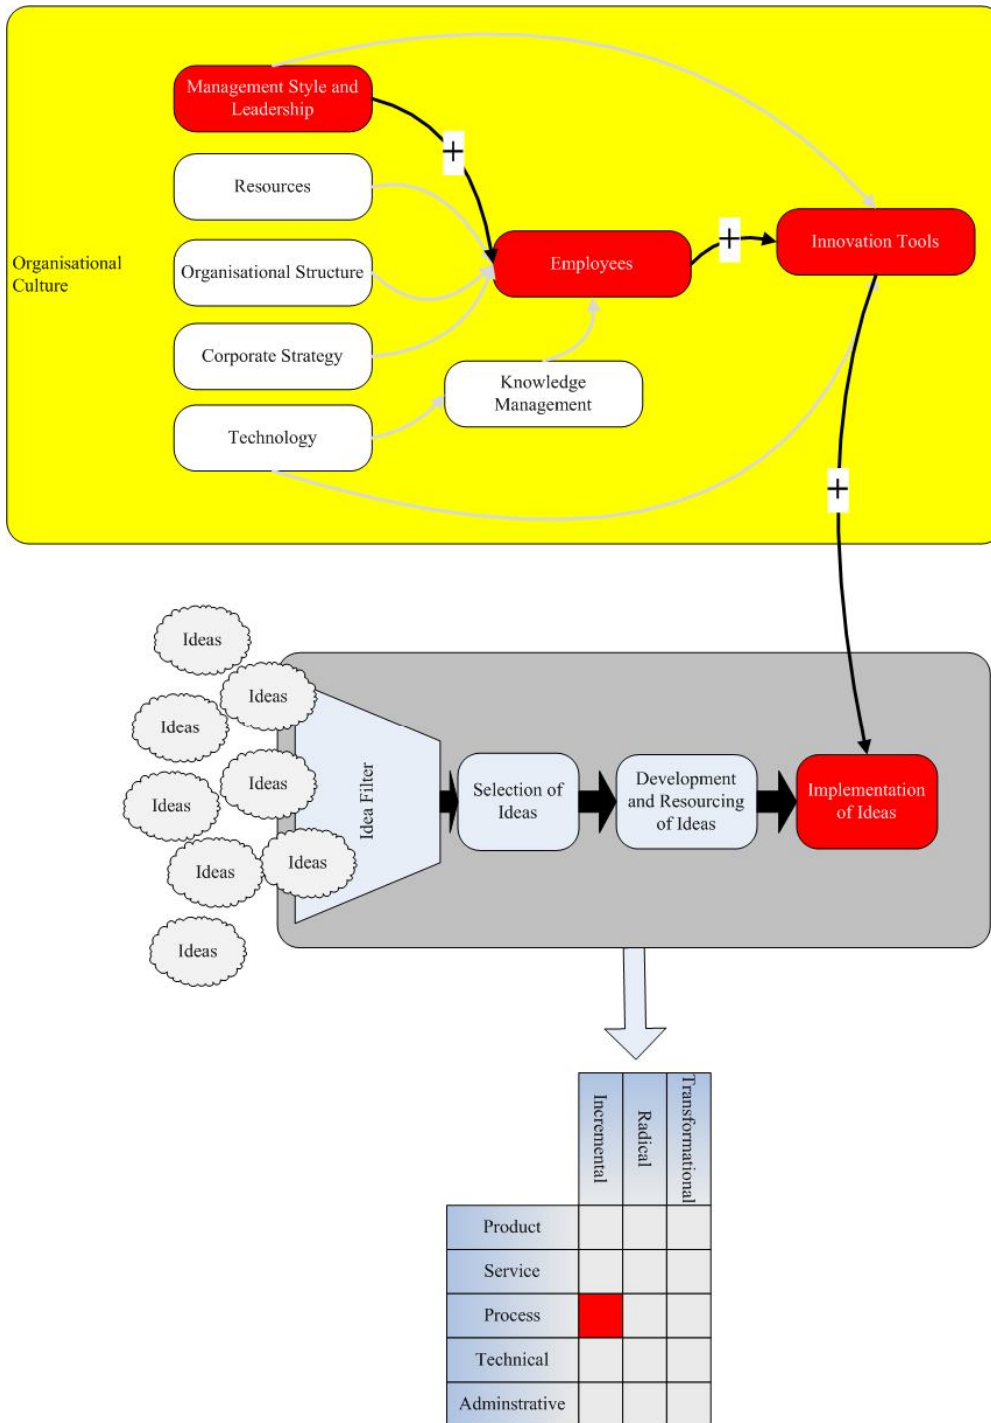 Management Style and
Leadership
+
Resources
Organisational
Culture
Organisational Structure
Employees
+
Innovation Tools
Corporate Strategy
Knowledge
Management
Technology
+
Ideas
Ideas
Ideas
Ideas
Ideas
Ideas
Ideas
Ideas
Idea Filter
Selection of
Ideas
Development
and Resourcing
of Ideas
Implementation
of Ideas
Incremental
Radical
Transformational
Product
Service
Process
Technical
Adminstrative